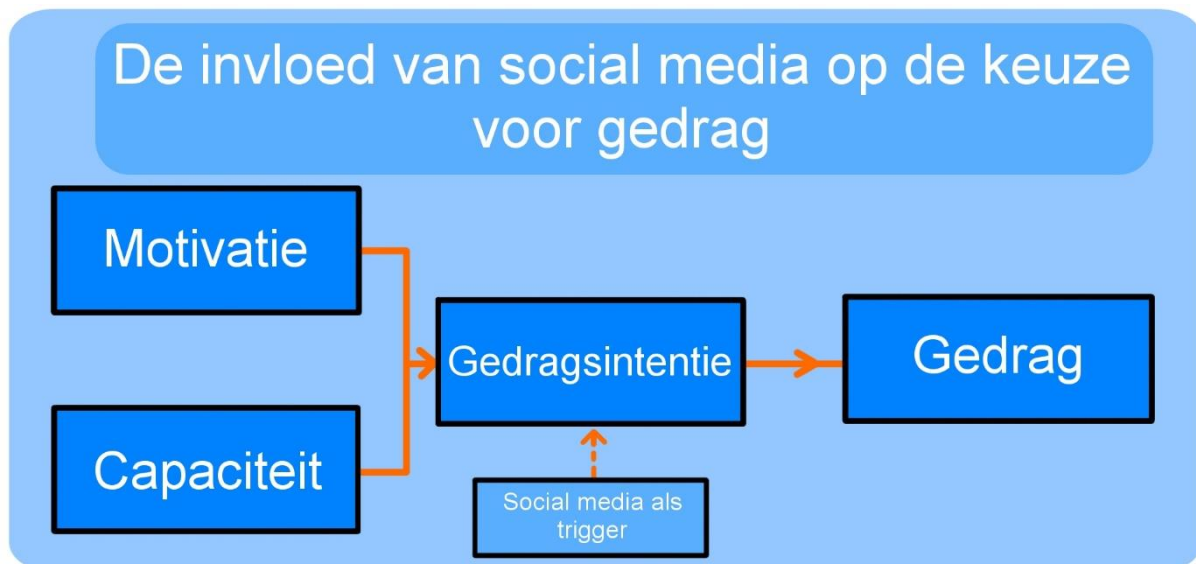 De invloed van social media op de keuze
voor gedrag
Motivatie
Capaciteit
Gedragsintentie
Social media als
trigger
Gedrag